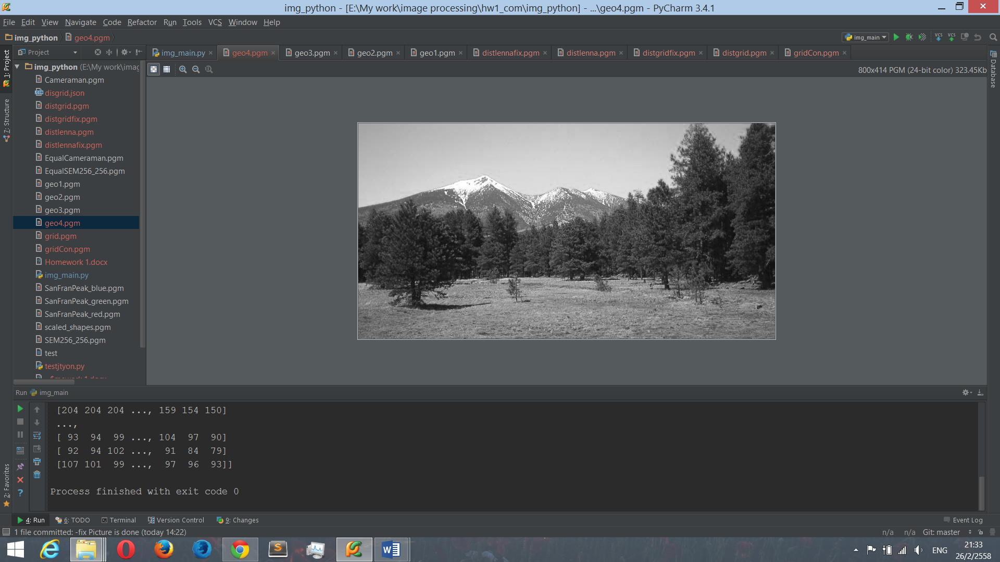 img_python - [E:\My work\image processing\hw1_com\img_python] - ...\geo4.pgm - PyCharm 3.4.1
File Edit View Navigate Code Refactor Run Tools VCS Window Help
img_python geo4.pgm img_main VCS VCS
1: Project
7: Structure
2: Favorites
Database
Project img_main.py geo4.pgm geo3.pgm geo2.pgm geo1.pgm distlennafix.pgm distlenna.pgm distgridfix.pgm distgrid.pgm gridCon.pgm
800x414 PGM (24-bit color) 323.45Kb
img_python (E:\My work\imag
Cameraman.pgm
disgrid.json
distgrid.pgm
distgridfix.pgm
distlenna.pgm
distlennafix.pgm
EqualCameraman.pgm
EqualSEM256_256.pgm
geo1.pgm
geo2.pgm
geo3.pgm
geo4.pgm
grid.pgm
gridCon.pgm
Homework 1.docx
img_main.py
SanFranPeak_blue.pgm
SanFranPeak_green.pgm
SanFranPeak_red.pgm
scaled_shapes.pgm
SEM256_256.pgm
test
testjtyon.py
Run img_main
[204 204 204 ..., 159 154 150]
...,
[ 93 94 99 ..., 104 97 90]
[ 92 94 102 ..., 91 84 79]
[107 101 99 ..., 97 96 93]]
Process finished with exit code 0
4: Run 6: TODO Terminal Version Control 9: Changes Event Log
1 file committed: -fix Picture is done (today 14:22) n/a n/a Git: master
ENG
21:33
26/2/2558